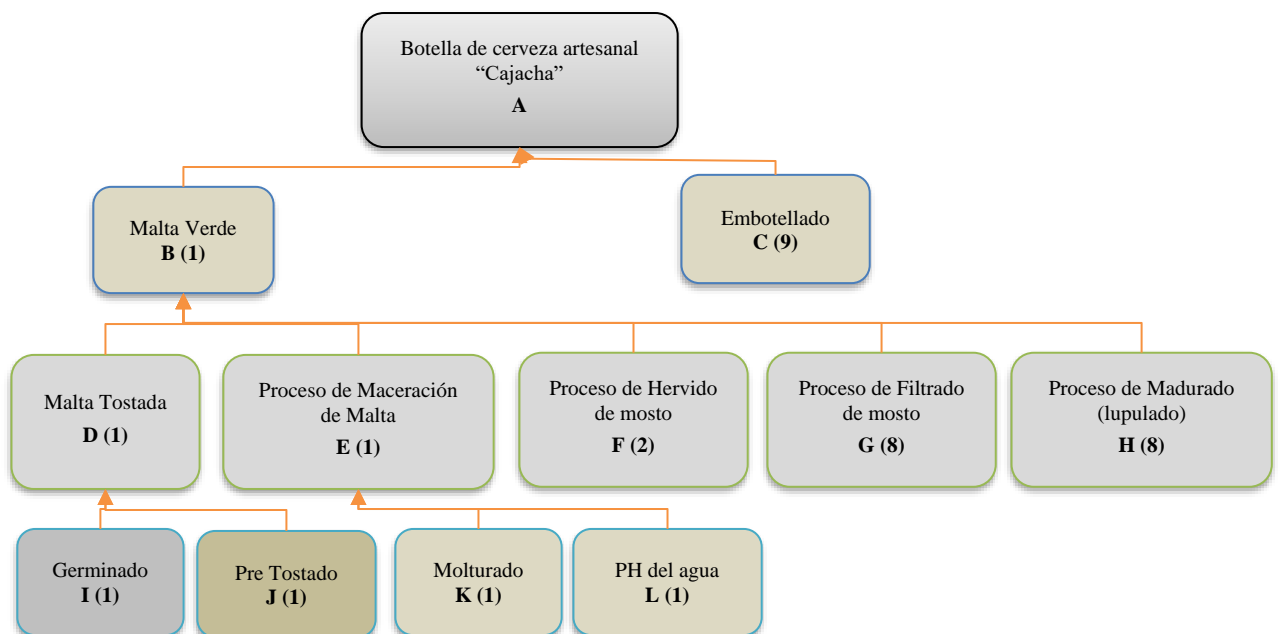 Botella de cerveza artesanal
“Cajacha”
A
Malta Verde
B (1)
Embotellado
C (9)
Malta Tostada
D (1)
Proceso de Maceración
de Malta
E (1)
Proceso de Hervido
de mosto
F (2)
Proceso de Filtrado
de mosto
G (8)
Proceso de Madurado
(lupulado)
H (8)
Germinado
I (1)
Pre Tostado
J (1)
Molturado
K (1)
PH del agua
L (1)